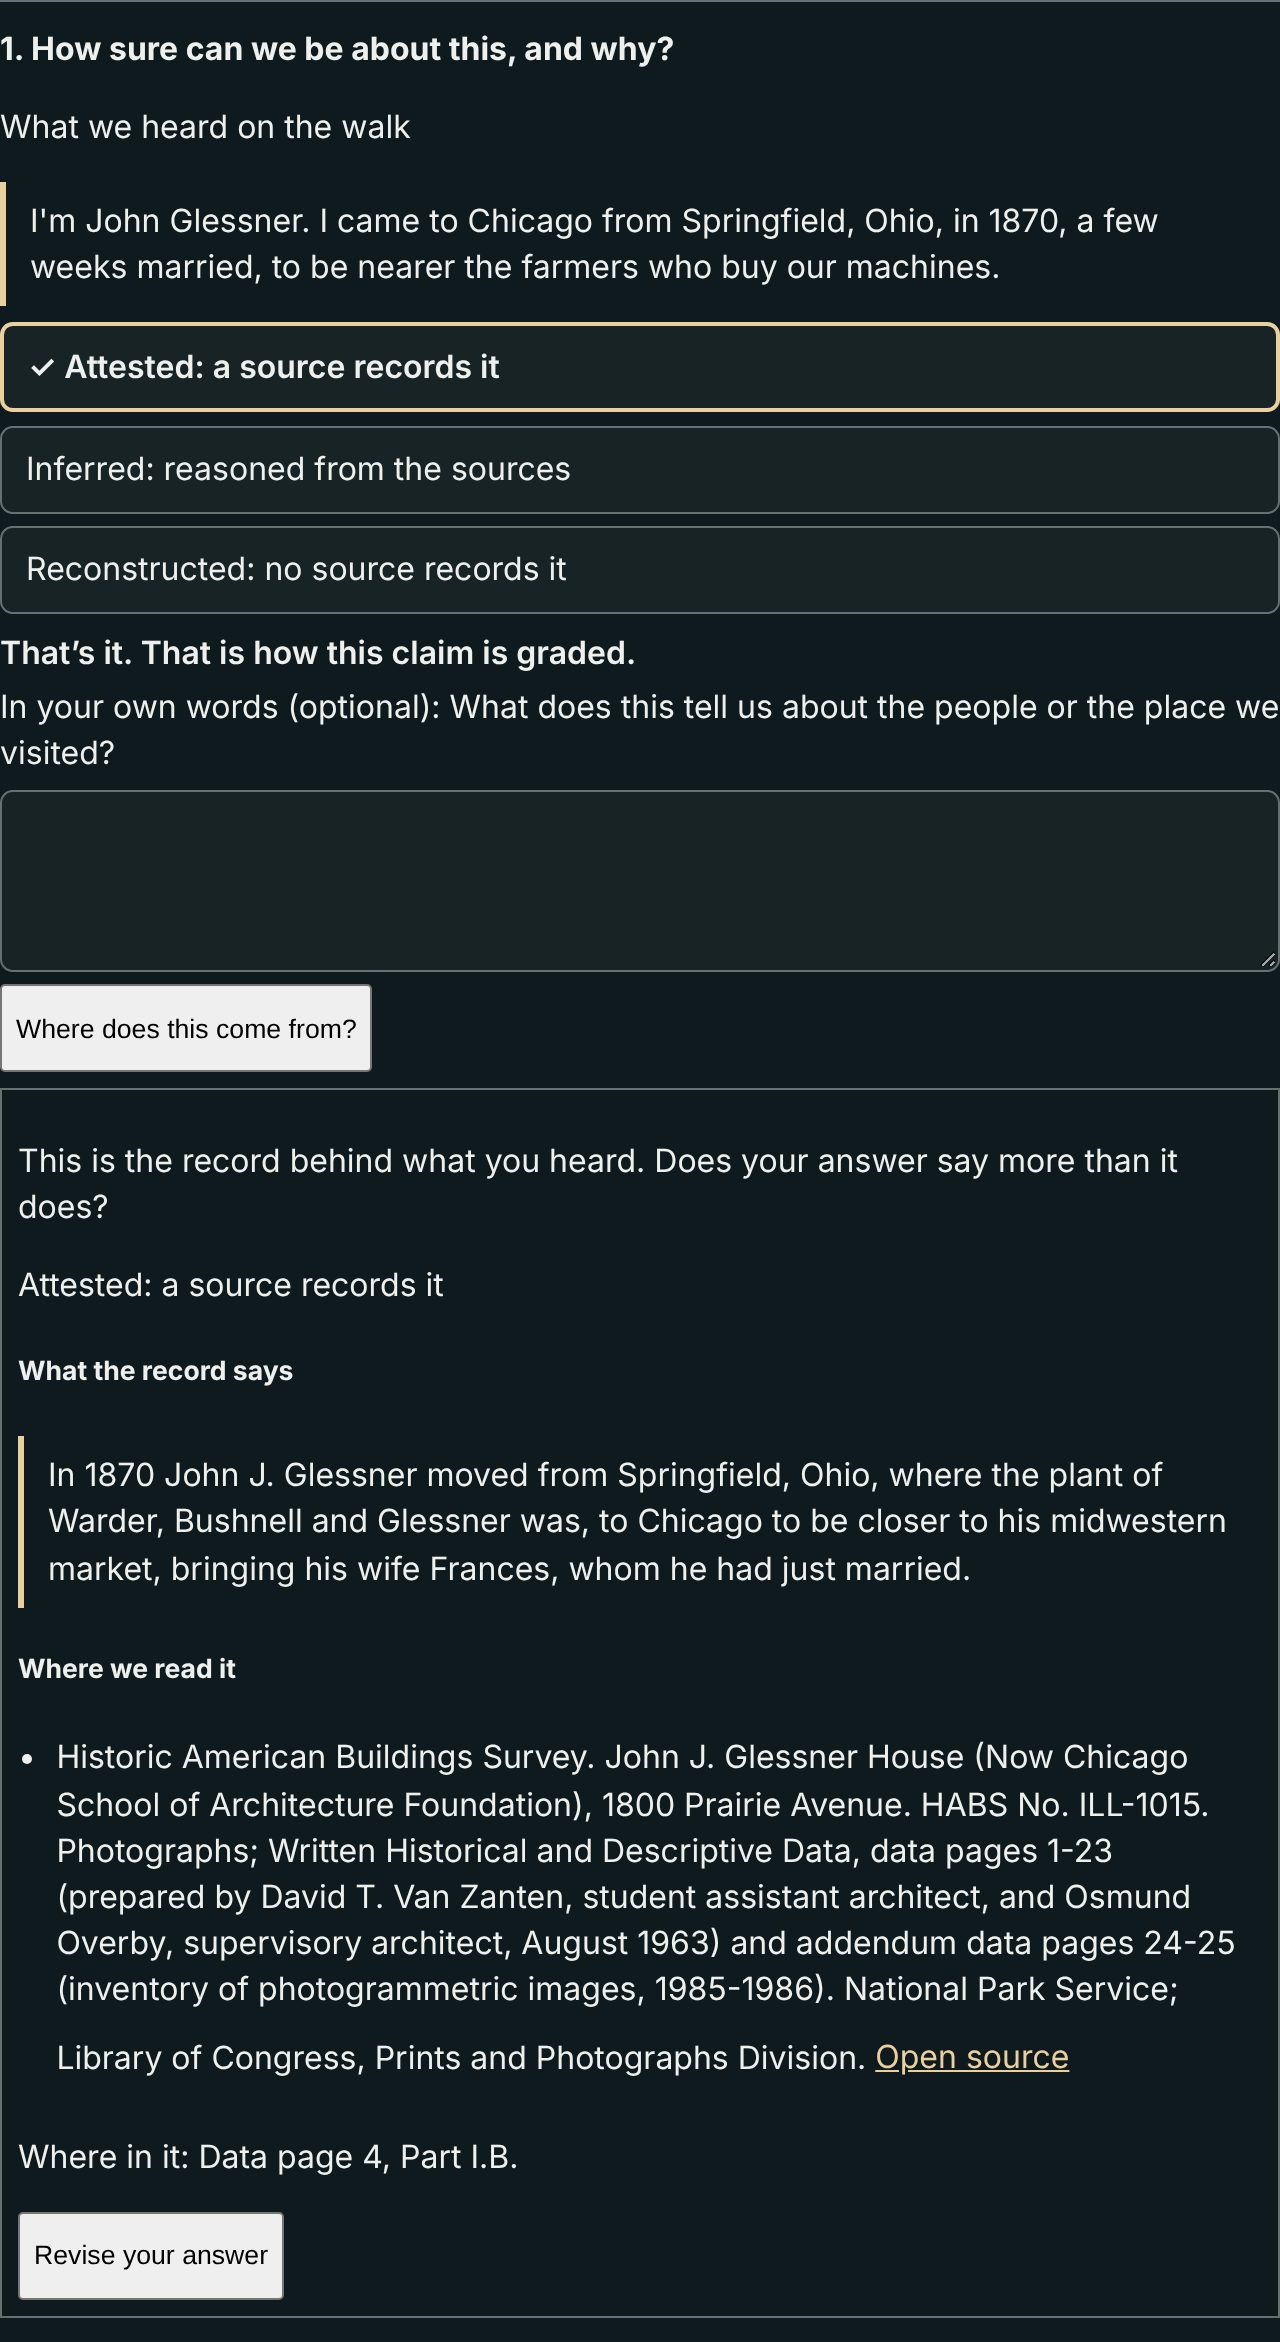 1. How sure can we be about this, and why?
What we heard on the walk
I'm John Glessner. I came to Chicago from Springfield, Ohio, in 1870, a few
weeks married, to be nearer the farmers who buy our machines.
✓ Attested: a source records it
Inferred: reasoned from the sources
Reconstructed: no source records it
That’s it. That is how this claim is graded.
In your own words (optional): What does this tell us about the people or the place we
visited?
Where does this come from?
This is the record behind what you heard. Does your answer say more than it
does?
Attested: a source records it
What the record says
In 1870 John J. Glessner moved from Springfield, Ohio, where the plant of
Warder, Bushnell and Glessner was, to Chicago to be closer to his midwestern
market, bringing his wife Frances, whom he had just married.
Where we read it
• Historic American Buildings Survey. John J. Glessner House (Now Chicago
School of Architecture Foundation), 1800 Prairie Avenue. HABS No. ILL-1015.
Photographs; Written Historical and Descriptive Data, data pages 1-23
(prepared by David T. Van Zanten, student assistant architect, and Osmund
Overby, supervisory architect, August 1963) and addendum data pages 24-25
(inventory of photogrammetric images, 1985-1986). National Park Service;
Library of Congress, Prints and Photographs Division. Open source
Where in it: Data page 4, Part I.B.
Revise your answer